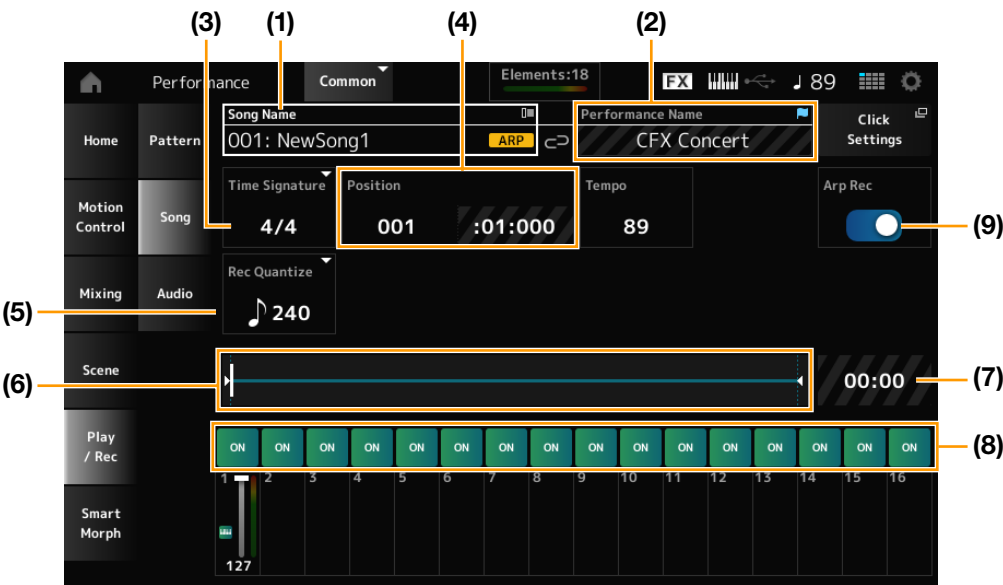 (3) (1) (4) (2)
Performance Common Elements:18 FX 89
Song Name Performance Name
001: NewSong1 ARP CFX Concert
Click
Settings
Home Pattern
Time Signature Position Tempo Arp Rec
4/4 001 :01:000 89
(9)
Motion
Control
Song
Rec Quantize
240
(5)
Mixing Audio
Scene
(6)
00:00 (7)
Play
/ Rec
ON ON ON ON ON ON ON ON ON ON ON ON ON ON ON ON (8)
1 2 3 4 5 6 7 8 9 10 11 12 13 14 15 16
Smart
Morph
127